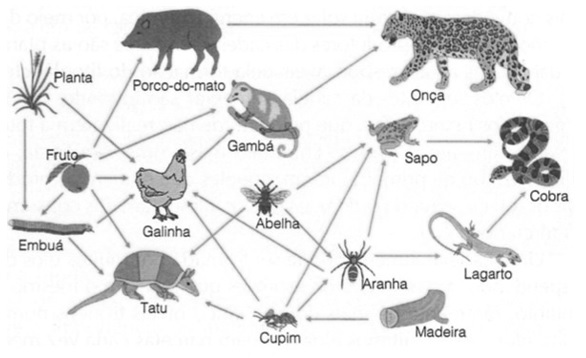 Planta
Porco-do-mato
Onça
Fruto
Gambá
Sapo
Cobra
Embuá
Galinha
Abelha
Aranha
Lagarto
Tatu
Cupim
Madeira